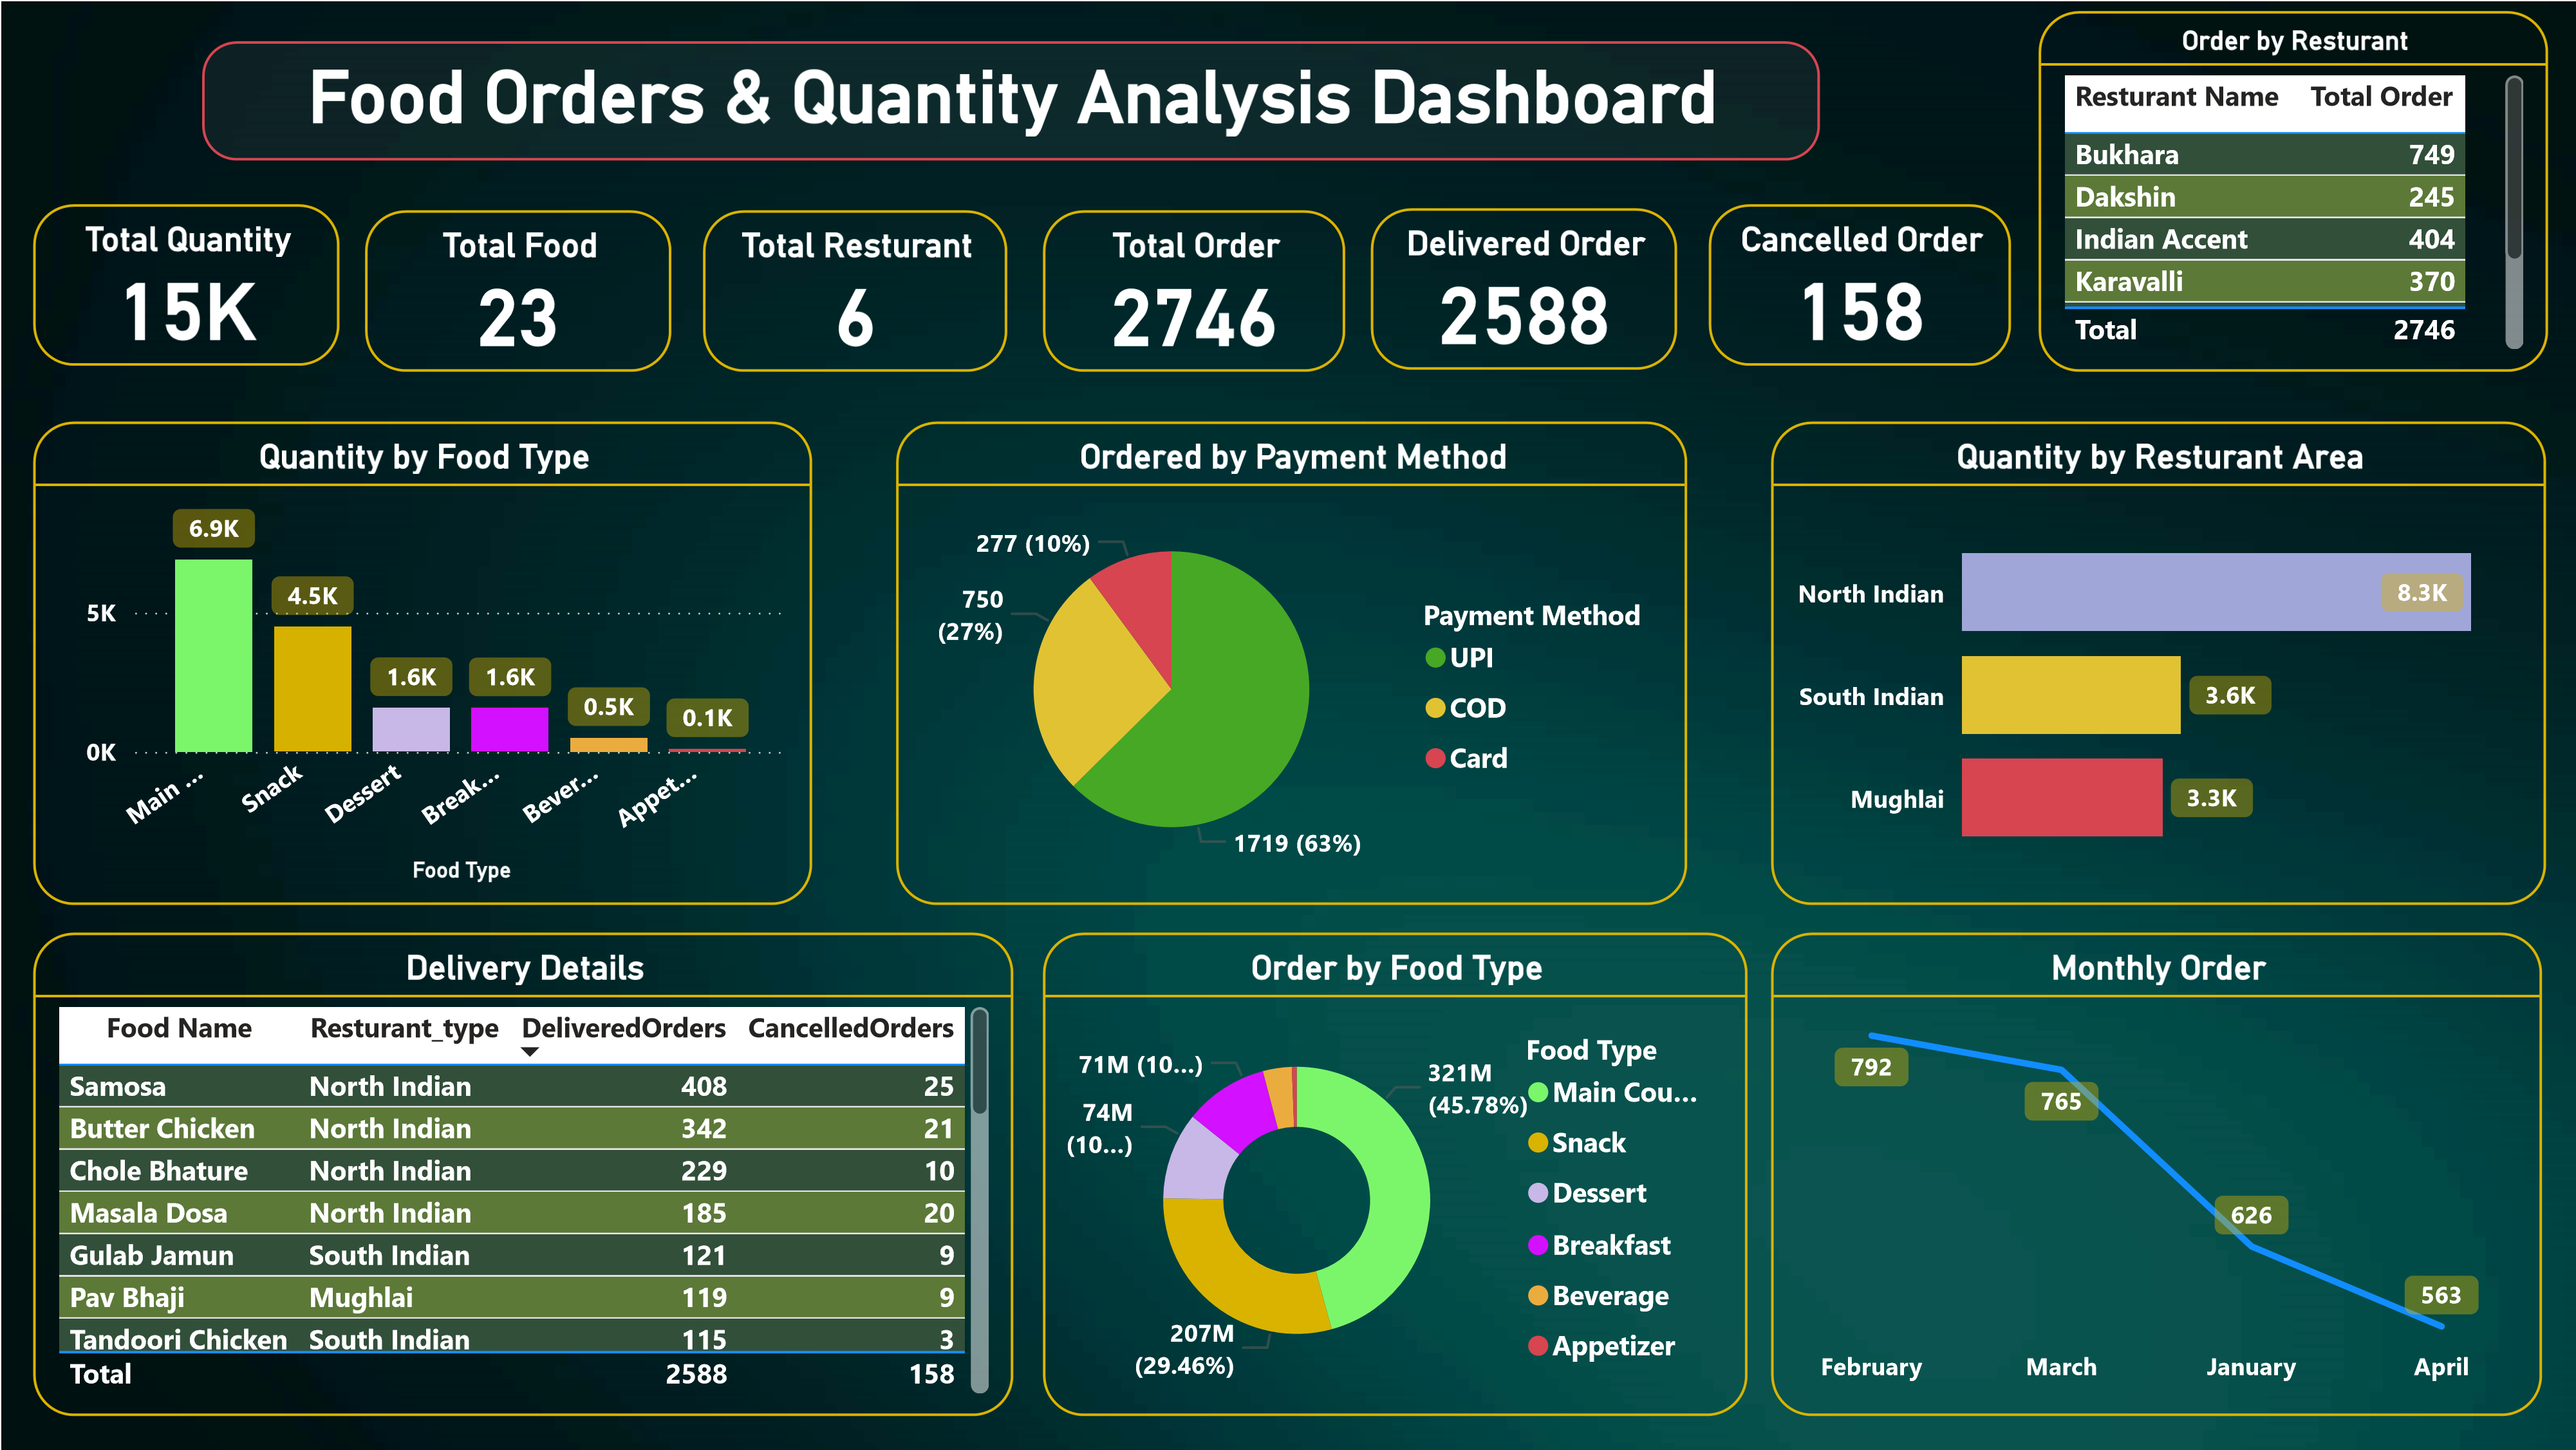 Food Orders & Quantity Analysis Dashboard
Order by Resturant
Resturant Name Total Order
Bukhara 749
Dakshin 245
Indian Accent 404
Karavalli 370
Total 2746
Total Quantity
15K
Total Food
23
Total Resturant
6
Total Order
2746
Delivered Order
2588
Cancelled Order
158
Quantity by Food Type
5K
0K
6.9K
4.5K
1.6K
1.6K
0.5K
0.1K
Main ...
Snack
Dessert
Break...
Bever...
Appet...
Food Type
Ordered by Payment Method
277 (10%)
750
(27%)
1719 (63%)
Payment Method
UPI
COD
Card
Quantity by Resturant Area
North Indian 8.3K
South Indian 3.6K
Mughlai 3.3K
Delivery Details
Food Name Resturant_type DeliveredOrders CancelledOrders
Samosa North Indian 408 25
Butter Chicken North Indian 342 21
Chole Bhature North Indian 229 10
Masala Dosa North Indian 185 20
Gulab Jamun South Indian 121 9
Pav Bhaji Mughlai 119 9
Tandoori Chicken South Indian 115 3
Total 2588 158
Order by Food Type
71M (10...)
74M
(10...)
207M
(29.46%)
321M
(45.78%)
Food Type
Main Cou...
Snack
Dessert
Breakfast
Beverage
Appetizer
Monthly Order
792
765
626
563
February March January April